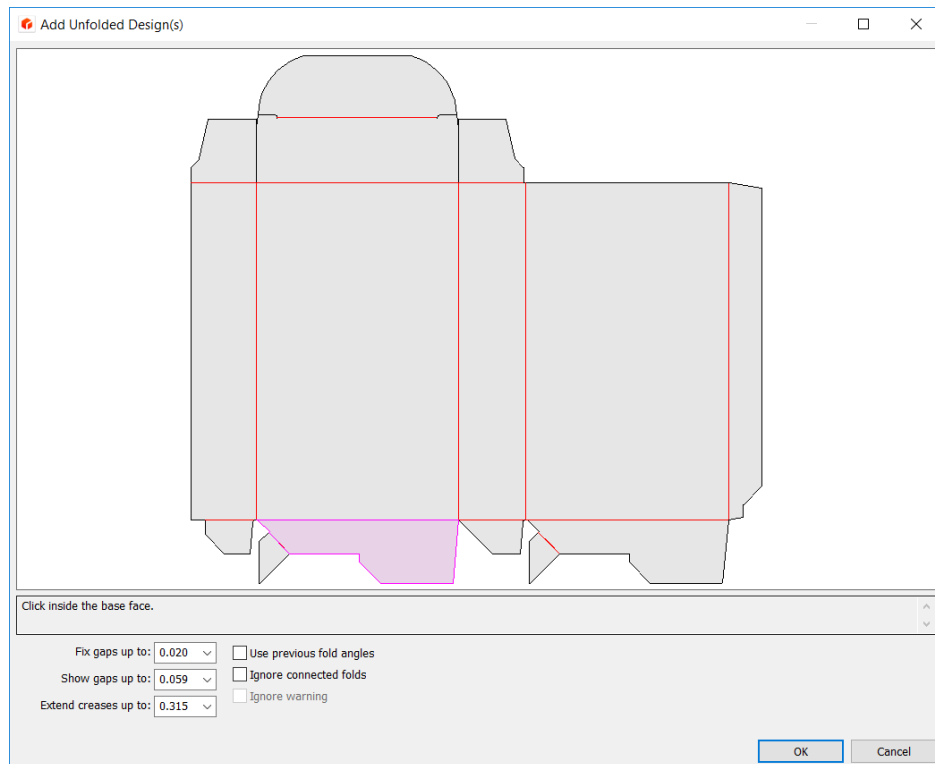 Add Unfolded Design(s)
Click inside the base face.
Fix gaps up to: 0.020
Use previous fold angles
Show gaps up to: 0.059
Ignore connected folds
Extend creases up to: 0.315
Ignore warning
OK
Cancel